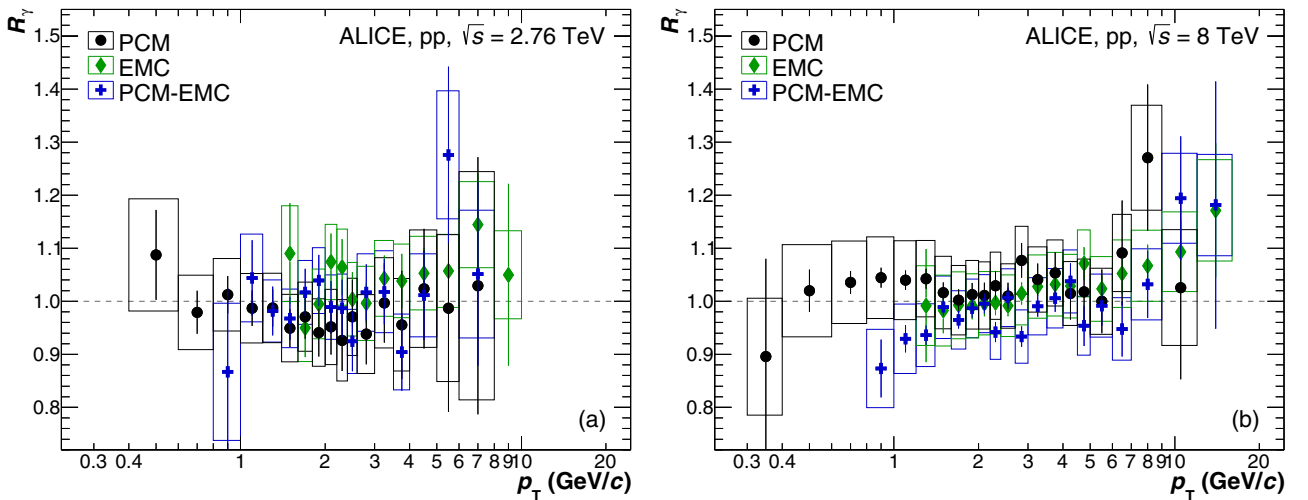 Rγ
1.5
1.4
1.3
1.2
1.1
1.0
0.9
0.8
ALICE, pp, √s = 2.76 TeV
PCM
EMC
PCM-EMC
(a)
0.3 0.4 1 2 3 4 5 6 7 8 9 10 20
pT (GeV/c)
Rγ
1.5
1.4
1.3
1.2
1.1
1.0
0.9
0.8
ALICE, pp, √s = 8 TeV
PCM
EMC
PCM-EMC
(b)
0.3 0.4 1 2 3 4 5 6 7 8 9 10 20
pT (GeV/c)